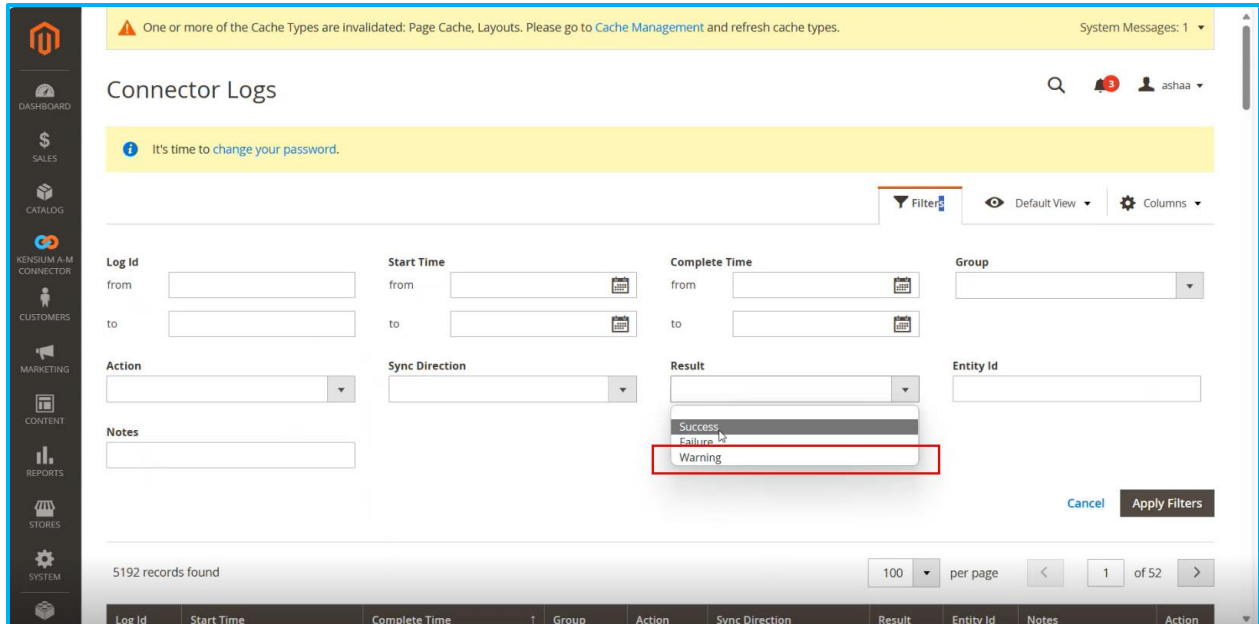 One or more of the Cache Types are invalidated: Page Cache, Layouts. Please go to Cache Management and refresh cache types.
System Messages: 1
DASHBOARD
SALES
CATALOG
KENSIUM A-M
CONNECTOR
CUSTOMERS
MARKETING
CONTENT
REPORTS
STORES
SYSTEM
Connector Logs
3
ashaa
It's time to change your password.
Filters
Default View
Columns
Log Id
Start Time
Complete Time
Group
from
from
from
to
to
to
Action
Sync Direction
Result
Entity Id
Success
Failure
Warning
Notes
Cancel
Apply Filters
5192 records found
100
per page
1
of 52
Log Id
Start Time
Complete Time ↑
Group
Action
Sync Direction
Result
Entity Id
Notes
Action